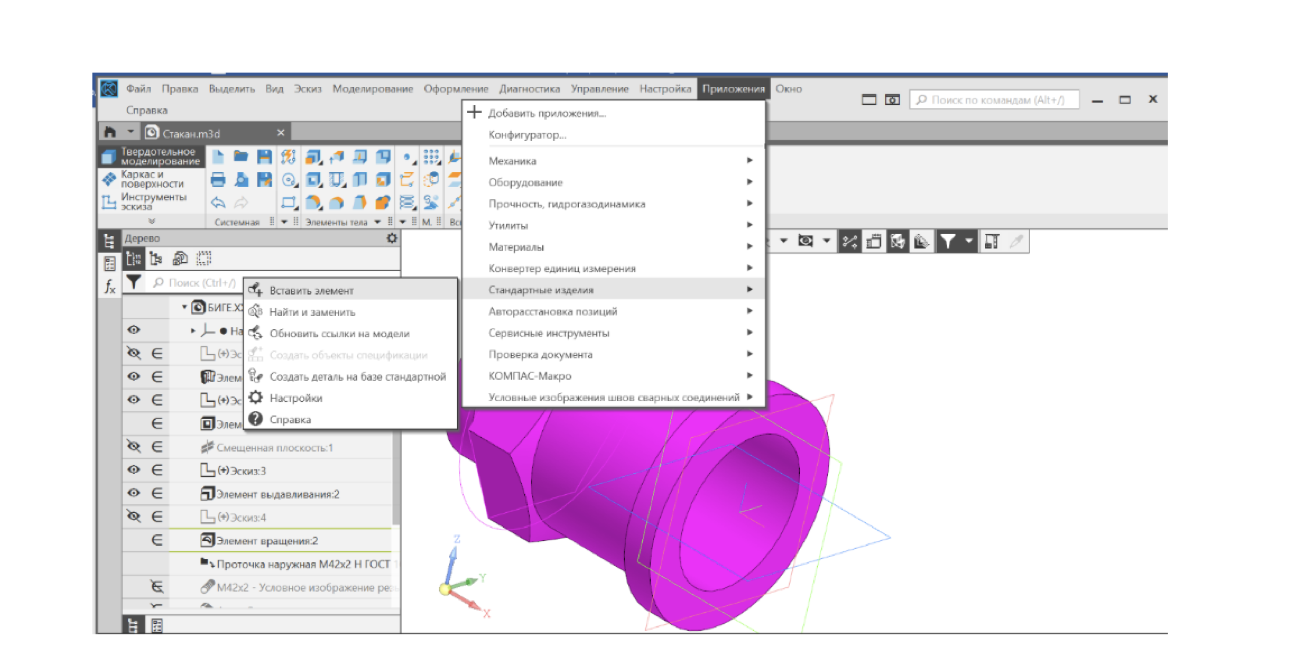 Файл Правка Выделить Вид Эскиз Моделирование Оформление Диагностика Управление Настройка Приложения Окно
Справка
Поиск по командам (Alt+/)
Стакан.m3d
Твердотельное
моделирование
Каркас и
поверхности
Инструменты
эскиза
Системная
Элементы тела
М.
Добавить приложения...
Конфигуратор...
Механика
Оборудование
Прочность, гидрогазодинамика
Утилиты
Материалы
Конвертер единиц измерения
Стандартные изделия
Авторасстановка позиций
Сервисные инструменты
Проверка документа
КОМПАС-Макро
Условные изображения швов сварных соединений
Вставить элемент
Найти и заменить
Обновить ссылки на модели
Создать объекты спецификации
Создать деталь на базе стандартной
Настройки
Справка
Дерево
Поиск (Ctrl+/)
fx
(+)Эс
Элем
(+)Эс
Элем
Смещенная плоскость:1
(+)Эскиз:3
Элемент выдавливания:2
(+)Эскиз:4
Элемент вращения:2
Проточка наружная М42х2 Н ГОСТ
М42х2 - Условное изображение рез
Z
Y
X